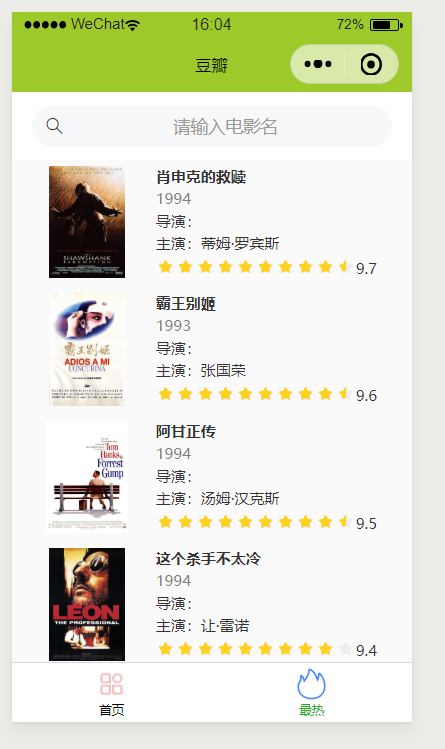 WeChat 16:04 72%
豆瓣
请输入电影名
THE SHAWSHANK
REDEMPTION
肖申克的救赎
1994
导演：
主演：蒂姆·罗宾斯
9.7
霸王别姬
ADIOS A MI
CONCUBINA
霸王别姬
1993
导演：
主演：张国荣
9.6
Tom
Hanks
Forrest
Gump
阿甘正传
1994
导演：
主演：汤姆·汉克斯
9.5
LEON
THE PROFESSIONAL
这个杀手不太冷
1994
导演：
主演：让·雷诺
9.4
首页
最热